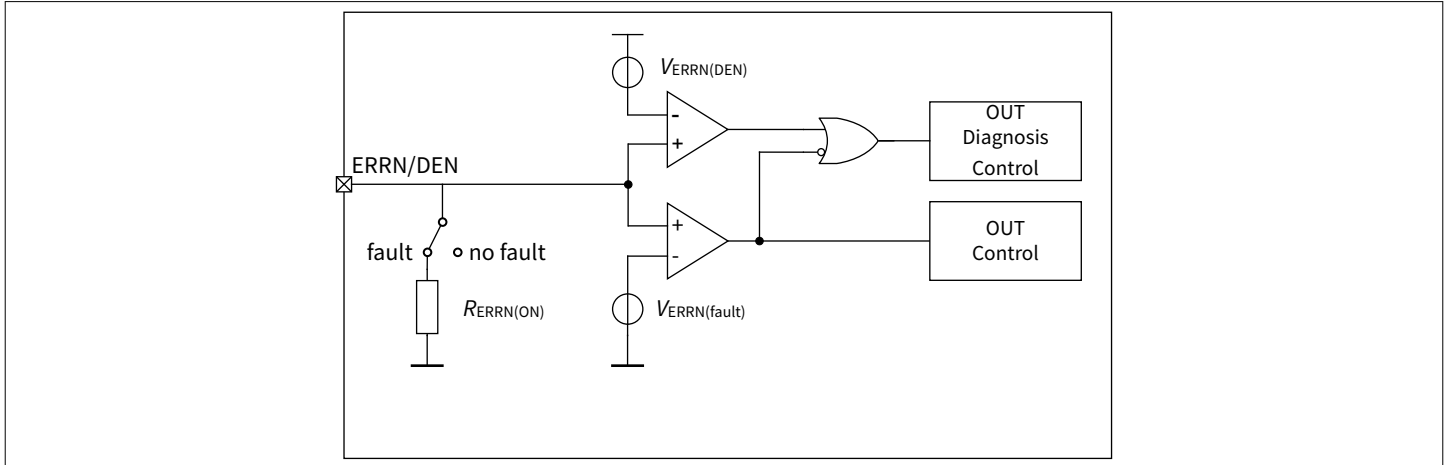 VERRN(DEN)
-
+
OUT
Diagnosis
Control
ERRN/DEN
+
-
OUT
Control
fault
no fault
RERRN(ON)
VERRN(fault)